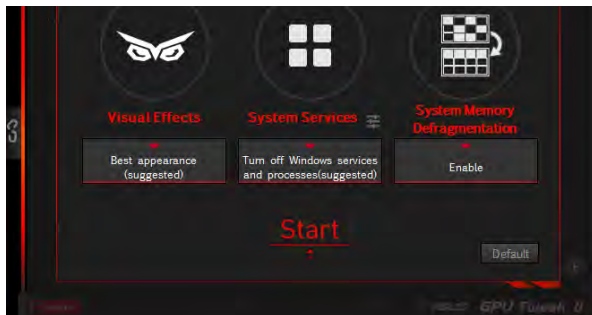 Visual Effects
System Services
System Memory
Defragmentation
Best appearance
(suggested)
Turn off Windows services
and processes(suggested)
Enable
Start
Default
GPU Tweak II